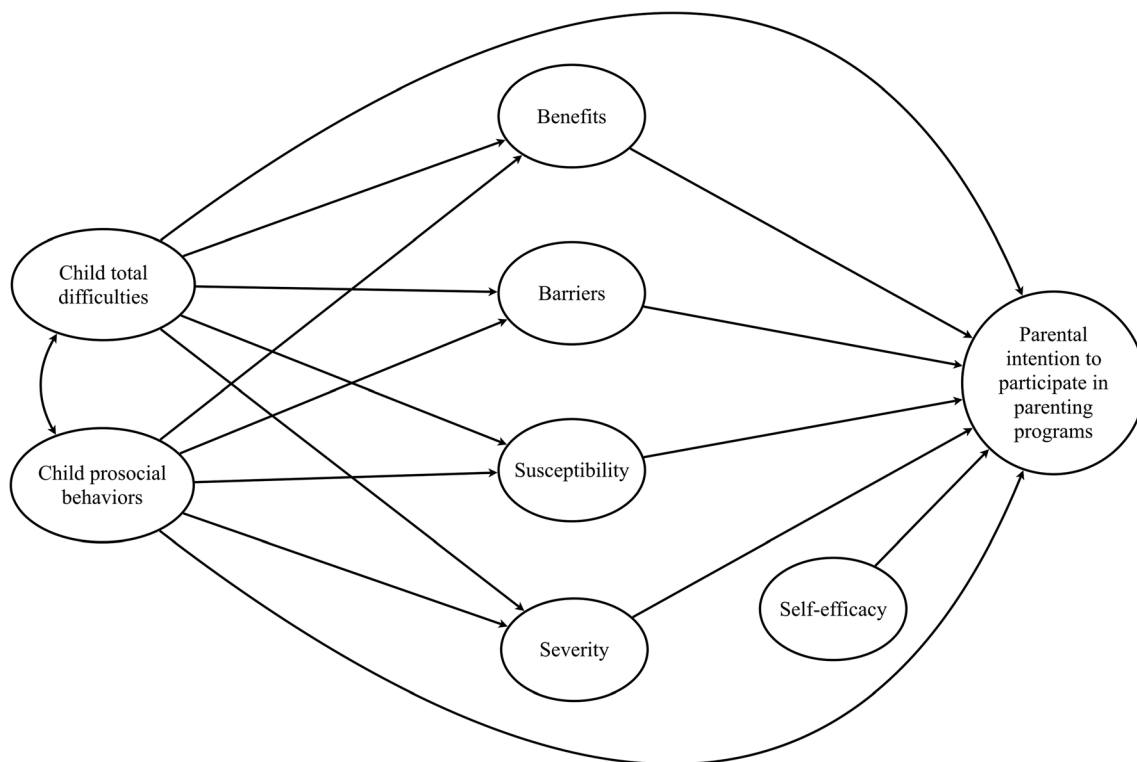 Benefits
Child total
difficulties
Barriers
Parental
intention to
participate in
parenting
programs
Child prosocial
behaviors
Susceptibility
Self-efficacy
Severity